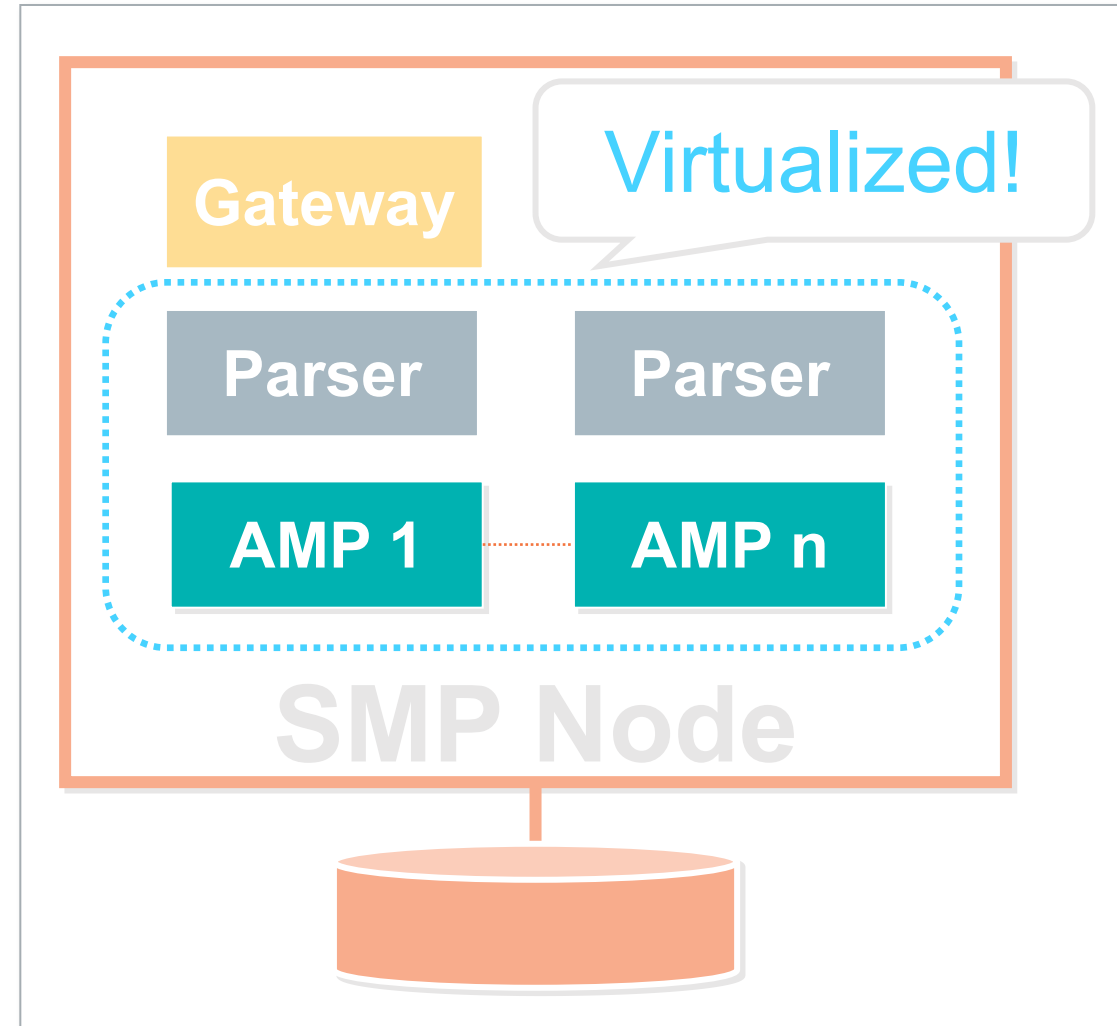 Virtualized!
Gateway
Parser
Parser
AMP 1
AMP n
SMP Node